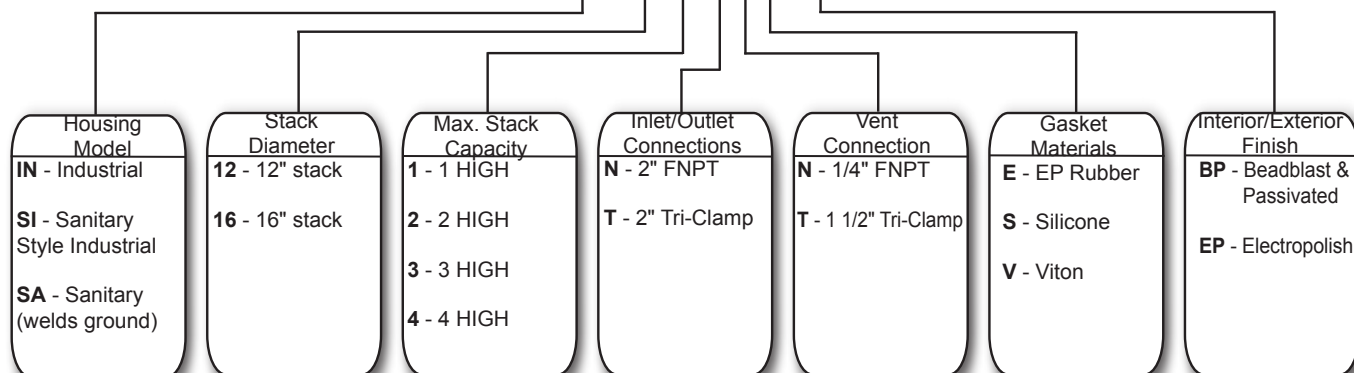 Housing
Model
IN - Industrial
SI - Sanitary
Style Industrial
SA - Sanitary
(welds ground)
Stack
Diameter
12 - 12" stack
16 - 16" stack
Max. Stack
Capacity
1 - 1 HIGH
2 - 2 HIGH
3 - 3 HIGH
4 - 4 HIGH
Inlet/Outlet
Connections
N - 2" FNPT
T - 2" Tri-Clamp
Vent
Connection
N - 1/4" FNPT
T - 1 1/2" Tri-Clamp
Gasket
Materials
E - EP Rubber
S - Silicone
V - Viton
Interior/Exterior
Finish
BP - Beadblast &
Passivated
EP - Electropolish